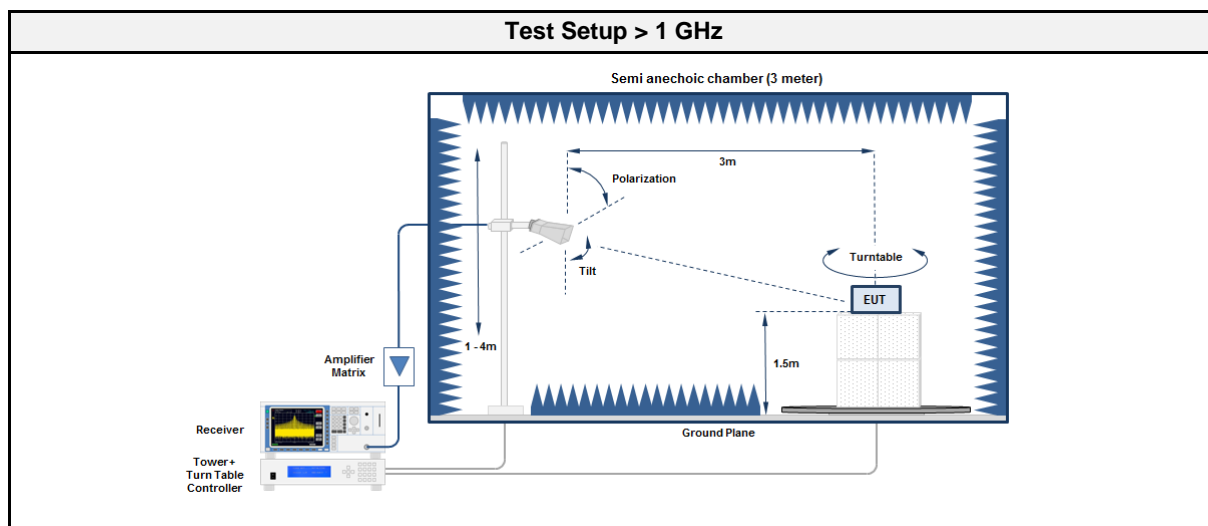 Test Setup > 1 GHz
Semi anechoic chamber (3 meter)
3m
Polarization
Tilt
Turntable
EUT
1 - 4m
1.5m
Amplifier
Matrix
Receiver
Ground Plane
Tower+
Turn Table
Controller